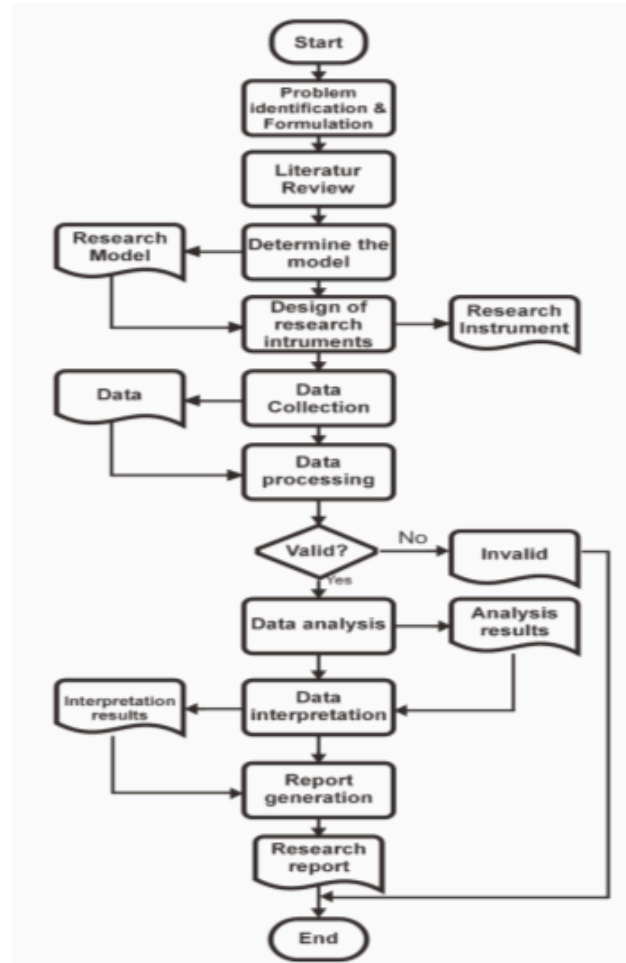 Start
Problem
identification &
Formulation
Literatur
Review
Research
Model
Determine the
model
Design of
research
intruments
Research
Instrument
Data
Data
Collection
Data
processing
Valid?
No
Invalid
Yes
Data analysis
Analysis
results
Interpretation
results
Data
interpretation
Report
generation
Research
report
End